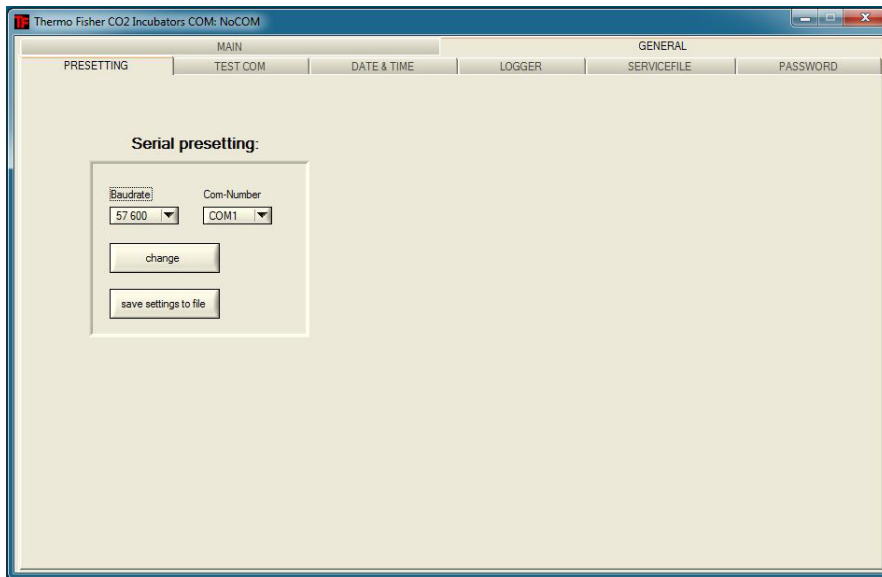 TF Thermo Fisher CO2 Incubators COM: NoCOM
MAIN GENERAL
PRESETTING TEST COM DATE & TIME LOGGER SERVICEFILE PASSWORD
Serial presetting:
Baudrate Com-Number
57 600 COM1
change
save settings to file